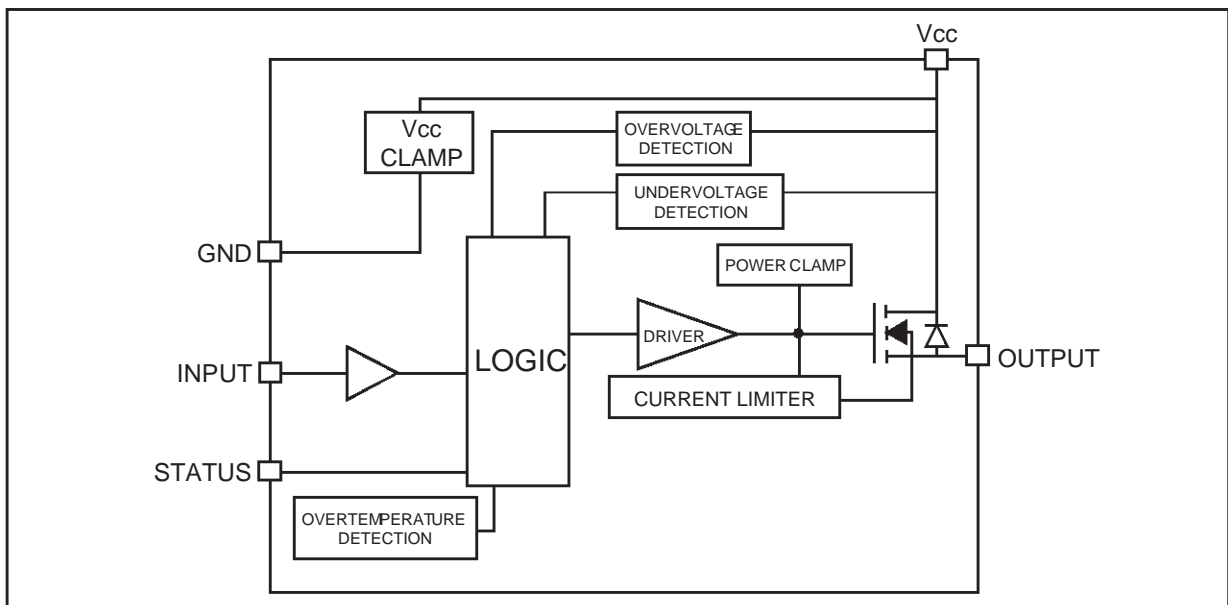 Vcc
Vcc
CLAMP
OVERVOLTAGE
DETECTION
UNDERVOLTAGE
DETECTION
GND
POWER CLAMP
DRIVER
LOGIC
INPUT
OUTPUT
CURRENT LIMITER
STATUS
OVERTEMPERATURE
DETECTION